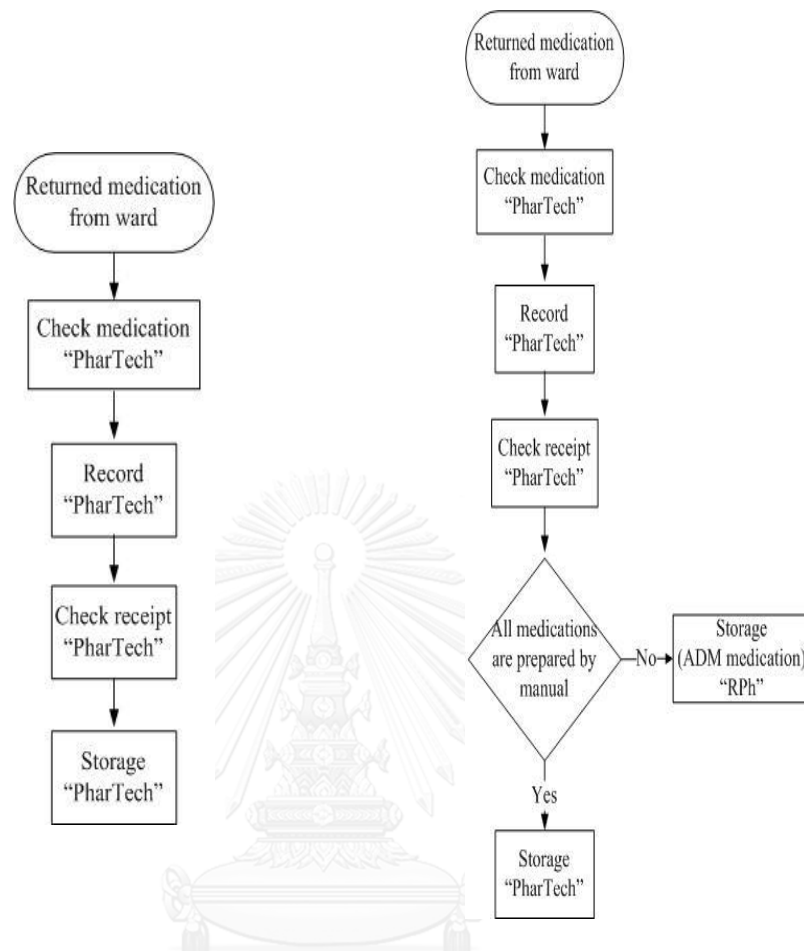 Returned medication
from ward
Check medication
“PharTech”
Record
“PharTech”
Check receipt
“PharTech”
Storage
“PharTech”
Returned medication
from ward
Check medication
“PharTech”
Record
“PharTech”
Check receipt
“PharTech”
All medications
are prepared by
manual
No
Storage
(ADM medication)
“RPh”
Yes
Storage
“PharTech”